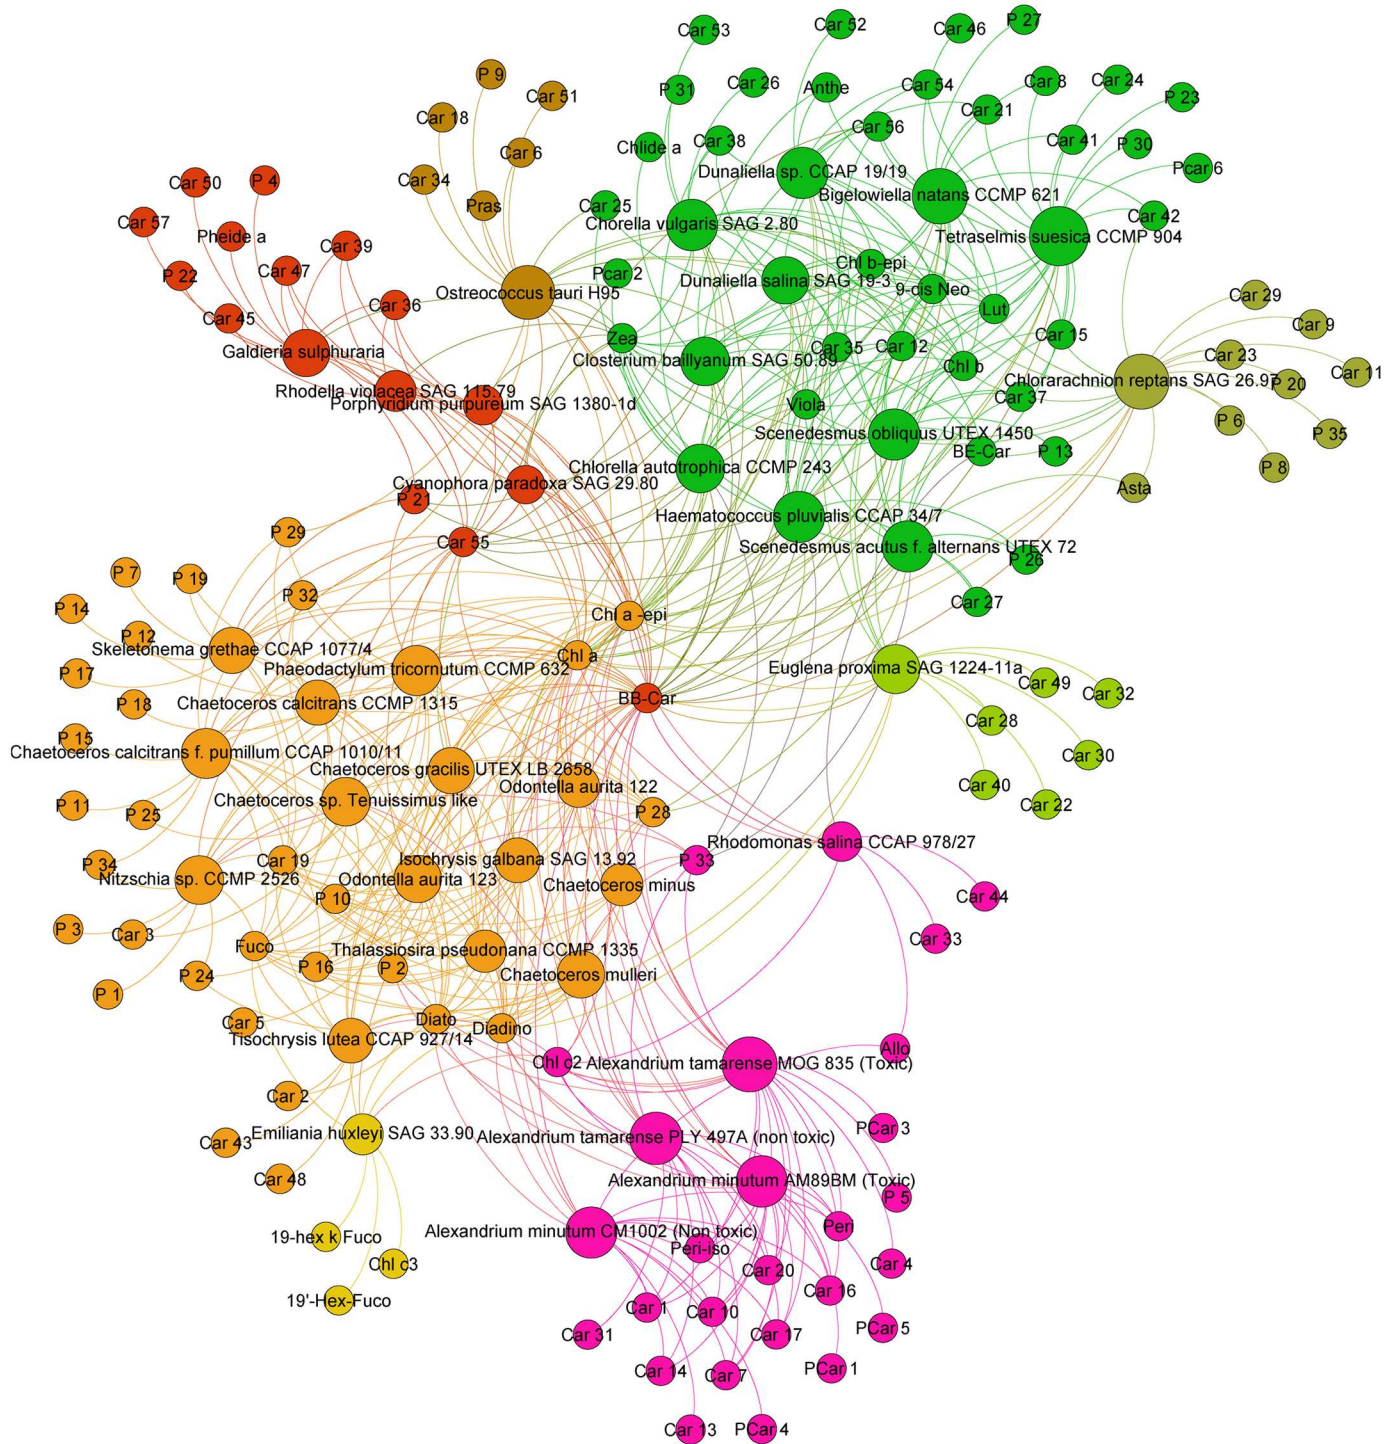 Car 53
Car 52
Car 46
P 27
P 9
Car 51
P 31
Car 26
Anthe
Car 54
Car 8
Car 24
P 23
Car 18
Car 21
Car 56
Car 41
P 30
Chlide a
Car 38
Car 6
Pcar 6
Car 34
Dunaliella sp. CCAP 19/19
Bigelowiella natans CCMP 621
Car 50
P 4
Pras
Car 25
Chorella vulgaris SAG 2.80
Car 42
Car 57
Pheide a
Car 39
Tetraselmis suesica CCMP 904
P 22
Car 47
Pcar 2
Chl b-epi
Dunaliella salina SAG 19-3
9-cis Neo
Ostreococcus tauri H95
Car 29
Car 36
Lut
Car 45
Car 9
Zea
Car 15
Galdieria sulphuraria
Car 35
Car 12
Closterium baillyanum SAG 50.89
Car 23
Chl b
Car 11
Rhodella violacea SAG 115.79
Chlorarachnion reptans SAG 26.97
P 20
Porphyridium purpureum SAG 1380-1d
Viola
Car 37
P 6
Scenedesmus obliquus UTEX 1450
P 35
BE-Car
P 13
Chlorella autotrophica CCMP 243
P 8
Cyanophora paradoxa SAG 29.80
Asta
P 21
Haematococcus pluvialis CCAP 34/7
P 29
Car 55
Scenedesmus acutus f. alternans UTEX 72
P 26
P 7
P 19
P 32
Car 27
P 14
Chl a -epi
P 12
Skeletonema grethae CCAP 1077/4
Chl a
P 17
Phaeodactylum tricornutum CCMP 632
Euglena proxima SAG 1224-11a
Car 49
Car 32
BB-Car
P 18
Chaetoceros calcitrans CCMP 1315
Car 28
P 15
Chaetoceros calcitrans f. pumillum CCAP 1010/11
Car 30
Chaetoceros gracilis UTEX LB 2658
Odontella aurita 122
Car 40
Chaetoceros sp. Tenuissimus like
P 11
P 25
P 28
Car 22
Rhodomonas salina CCAP 978/27
P 34
Car 19
Isochrysis galbana SAG 13.92
P 33
Nitzschia sp. CCMP 2526
Odontella aurita 123
Chaetoceros minus
P 10
Car 44
P 3
Car 3
Car 33
Fuco
Thalassiosira pseudonana CCMP 1335
P 24
P 16
P 2
Chaetoceros mulleri
P 1
Car 5
Diato
Diadino
Tisochrysis lutea CCAP 927/14
Allo
Chl c2
Alexandrium tamarense MOG 835 (Toxic)
Car 2
PCar 3
Car 43
Emiliania huxleyi SAG 33.90
Alexandrium tamarense PLY 497A (non toxic)
Car 48
Alexandrium minutum AM89BM (Toxic)
P 5
19-hex k Fuco
Alexandrium minutum CM1002 (Non toxic)
Peri
Peri-iso
Chl c3
Car 20
Car 4
19'-Hex-Fuco
Car 16
Car 1
Car 10
Car 31
Car 17
PCar 5
Car 14
Car 7
PCar 1
Car 13
PCar 4